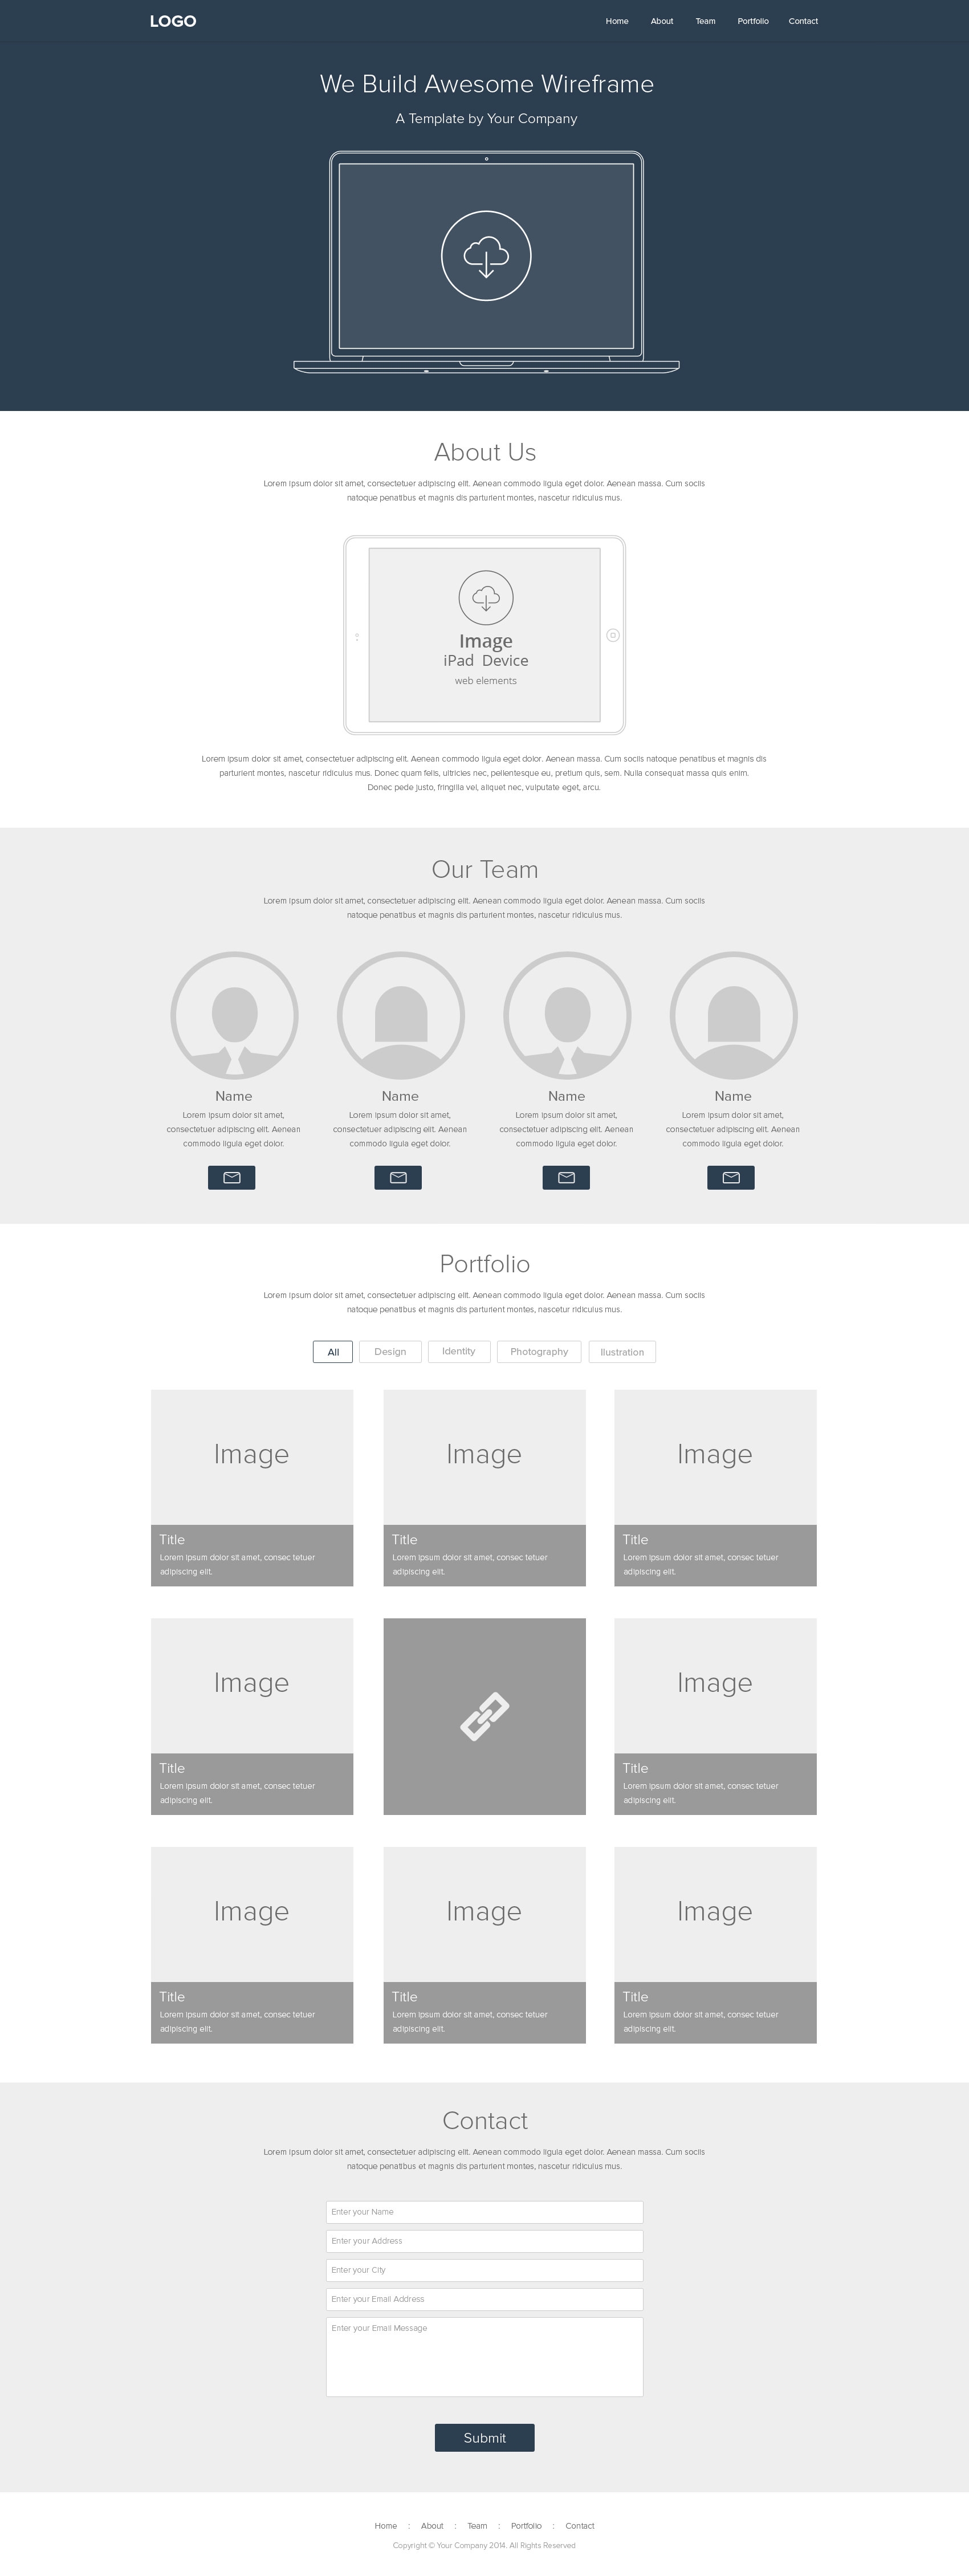 LOGO
Home About Team Portfolio Contact
We Build Awesome Wireframe
A Template by Your Company
About Us
Lorem ipsum dolor sit amet, consectetuer adipiscing elit. Aenean commodo ligula eget dolor. Aenean massa. Cum sociis
natoque penatibus et magnis dis parturient montes, nascetur ridiculus mus.
Image
iPad Device
web elements
Lorem ipsum dolor sit amet, consectetuer adipiscing elit. Aenean commodo ligula eget dolor. Aenean massa. Cum sociis natoque penatibus et magnis dis
parturient montes, nascetur ridiculus mus. Donec quam felis, ultricies nec, pellentesque eu, pretium quis, sem. Nulla consequat massa quis enim.
Donec pede justo, fringilla vel, aliquet nec, vulputate eget, arcu.
Our Team
Lorem ipsum dolor sit amet, consectetuer adipiscing elit. Aenean commodo ligula eget dolor. Aenean massa. Cum sociis
natoque penatibus et magnis dis parturient montes, nascetur ridiculus mus.
Name
Lorem ipsum dolor sit amet,
consectetuer adipiscing elit. Aenean
commodo ligula eget dolor.
Name
Lorem ipsum dolor sit amet,
consectetuer adipiscing elit. Aenean
commodo ligula eget dolor.
Name
Lorem ipsum dolor sit amet,
consectetuer adipiscing elit. Aenean
commodo ligula eget dolor.
Name
Lorem ipsum dolor sit amet,
consectetuer adipiscing elit. Aenean
commodo ligula eget dolor.
Portfolio
Lorem ipsum dolor sit amet, consectetuer adipiscing elit. Aenean commodo ligula eget dolor. Aenean massa. Cum sociis
natoque penatibus et magnis dis parturient montes, nascetur ridiculus mus.
All Design Identity Photography Ilustration
Image
Title
Lorem ipsum dolor sit amet, consec tetuer
adipiscing elit.
Image
Title
Lorem ipsum dolor sit amet, consec tetuer
adipiscing elit.
Image
Title
Lorem ipsum dolor sit amet, consec tetuer
adipiscing elit.
Image
Title
Lorem ipsum dolor sit amet, consec tetuer
adipiscing elit.
Image
Title
Lorem ipsum dolor sit amet, consec tetuer
adipiscing elit.
Image
Title
Lorem ipsum dolor sit amet, consec tetuer
adipiscing elit.
Image
Title
Lorem ipsum dolor sit amet, consec tetuer
adipiscing elit.
Image
Title
Lorem ipsum dolor sit amet, consec tetuer
adipiscing elit.
Contact
Lorem ipsum dolor sit amet, consectetuer adipiscing elit. Aenean commodo ligula eget dolor. Aenean massa. Cum sociis
natoque penatibus et magnis dis parturient montes, nascetur ridiculus mus.
Enter your Name
Enter your Address
Enter your City
Enter your Email Address
Enter your Email Message
Submit
Home : About : Team : Portfolio : Contact
Copyright © Your Company 2014. All Rights Reserved